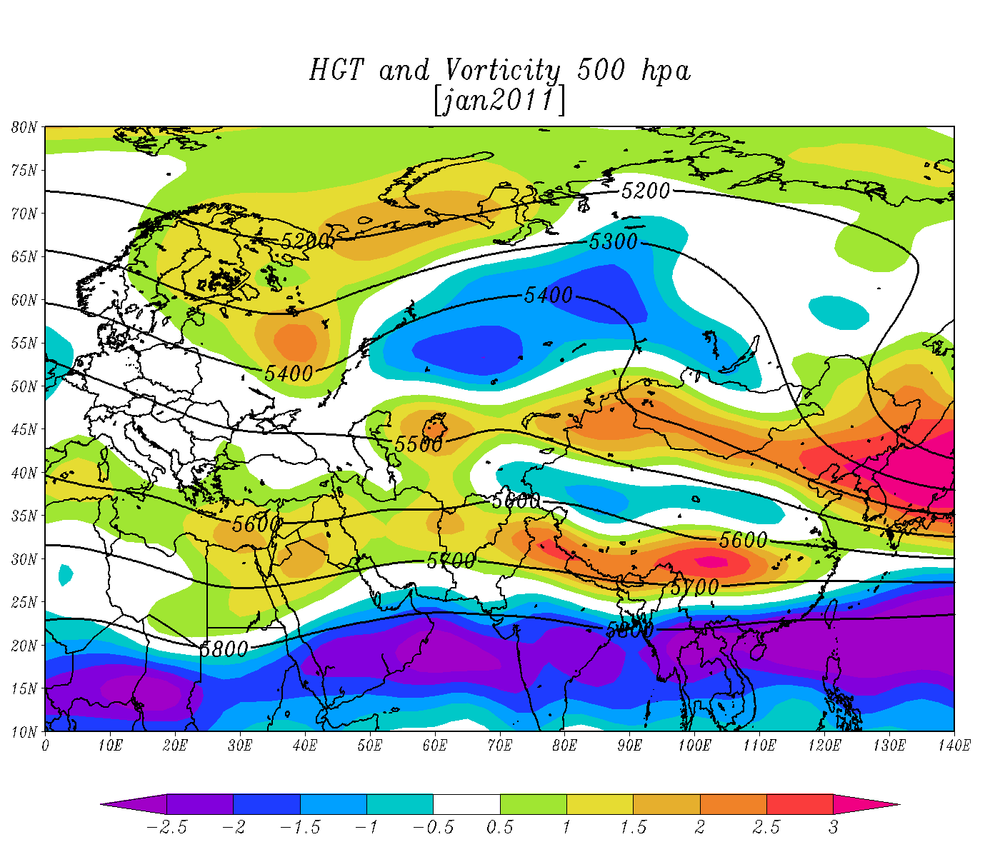 HGT and Vorticity 500 hpa
[jan2011]
80N
75N
70N
65N
60N
55N
50N
45N
40N
35N
30N
25N
20N
15N
10N
5200
5200
5300
5400
5400
5500
5600
5600
5600
5700
5700
5800
5800
0 10E 20E 30E 40E 50E 60E 70E 80E 90E 100E 110E 120E 130E 140E
-2.5 -2 -1.5 -1 -0.5 0.5 1 1.5 2 2.5 3